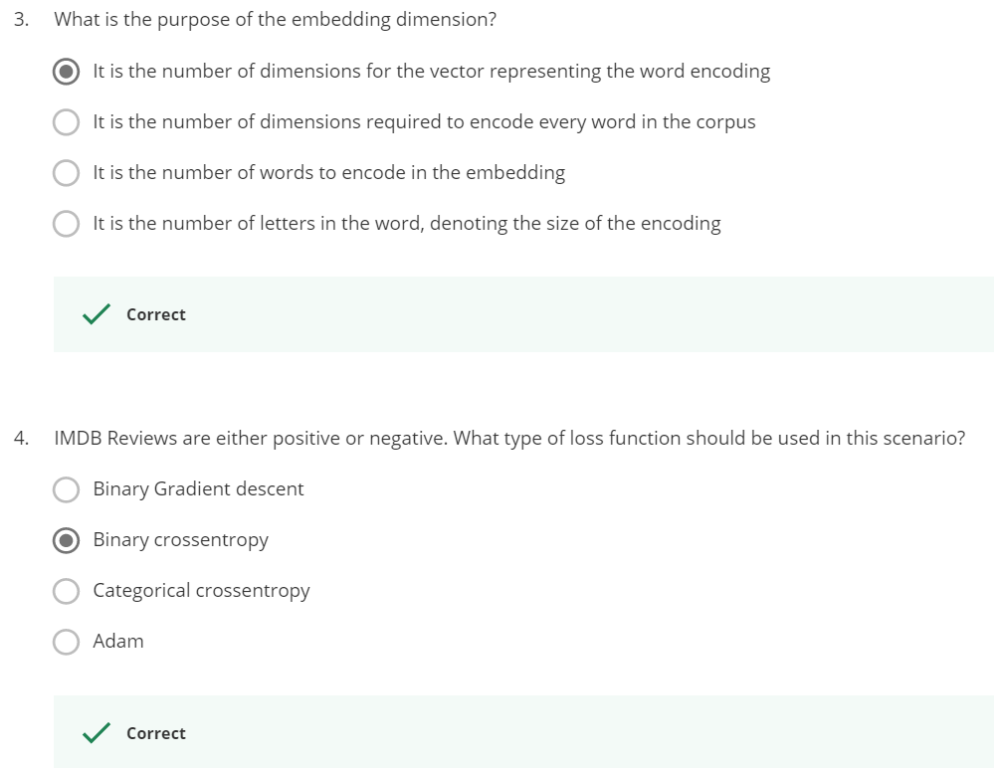 3. What is the purpose of the embedding dimension?
It is the number of dimensions for the vector representing the word encoding
It is the number of dimensions required to encode every word in the corpus
It is the number of words to encode in the embedding
It is the number of letters in the word, denoting the size of the encoding
Correct
4. IMDB Reviews are either positive or negative. What type of loss function should be used in this scenario?
Binary Gradient descent
Binary crossentropy
Categorical crossentropy
Adam
Correct